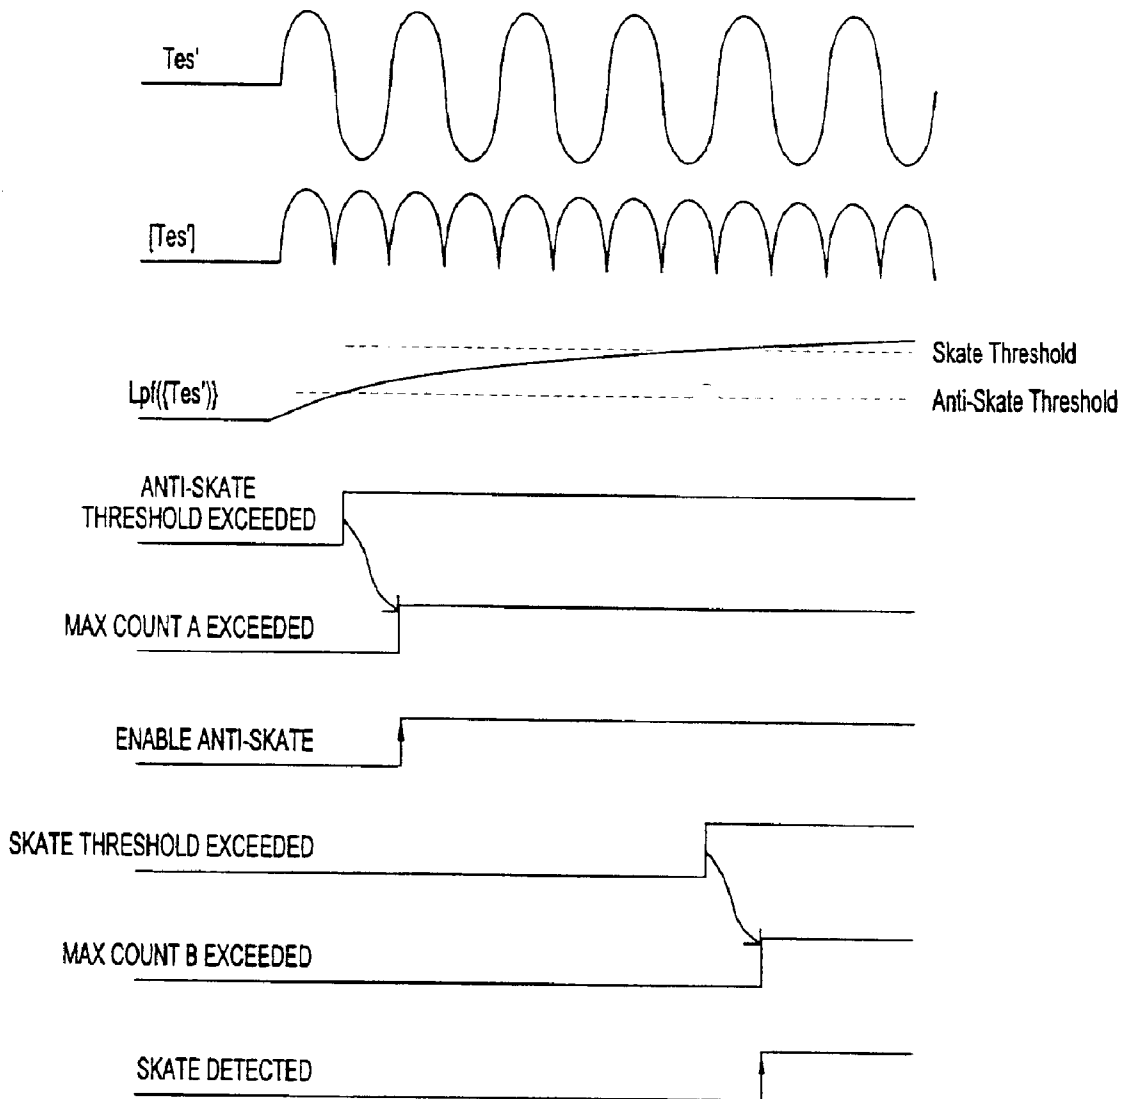 Tes'
[Tes']
Skate Threshold
Lpf({Tes')}
Anti-Skate Threshold
ANTI-SKATE
THRESHOLD EXCEEDED
MAX COUNT A EXCEEDED
ENABLE ANTI-SKATE
SKATE THRESHOLD EXCEEDED
MAX COUNT B EXCEEDED
SKATE DETECTED